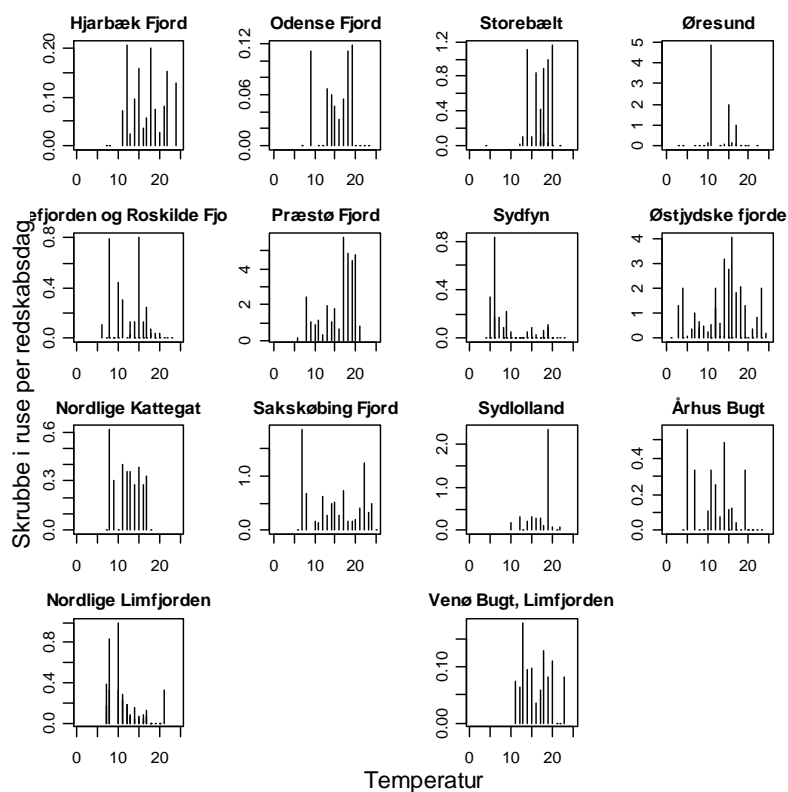 Hjarbæk Fjord
0.20
0.10
0.00
0 10 20
Odense Fjord
0.12
0.06
0.00
0 10 20
Storebælt
1.2
0.8
0.4
0.0
0 10 20
Øresund
5
4
3
2
1
0
0 10 20
efjorden og Roskilde Fjo
0.8
0.4
0.0
0 10 20
Præstø Fjord
4
2
0
0 10 20
Sydfyn
0.8
0.4
0.0
0 10 20
Østjydske fjorde
4
3
2
1
0
0 10 20
Skrubbe i ruse per redskabsdag
Nordlige Kattegat
0.6
0.3
0.0
0 10 20
Sakskøbing Fjord
1.0
0.0
0 10 20
Sydlolland
2.0
1.0
0.0
0 10 20
Århus Bugt
0.4
0.2
0.0
0 10 20
Nordlige Limfjorden
0.8
0.4
0.0
0 10 20
Venø Bugt, Limfjorden
0.10
0.00
0 10 20
Temperatur